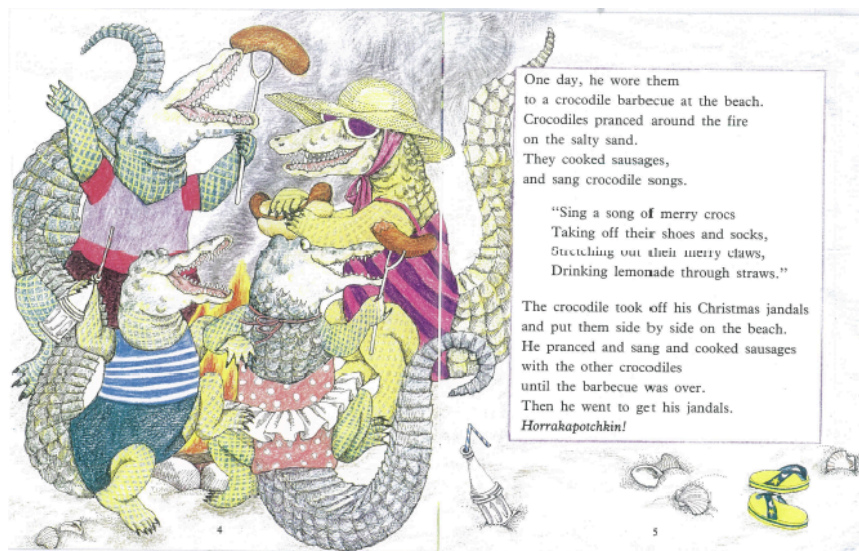 One day, he wore them
to a crocodile barbecue at the beach.
Crocodiles pranced around the fire
on the salty sand.
They cooked sausages,
and sang crocodile songs.
“Sing a song of merry crocs
Taking off their shoes and socks,
Stretching out their merry claws,
Drinking lemonade through straws.”
The crocodile took off his Christmas jandals
and put them side by side on the beach.
He pranced and sang and cooked sausages
with the other crocodiles
until the barbecue was over.
Then he went to get his jandals.
Horrakapotchkin!
4
5